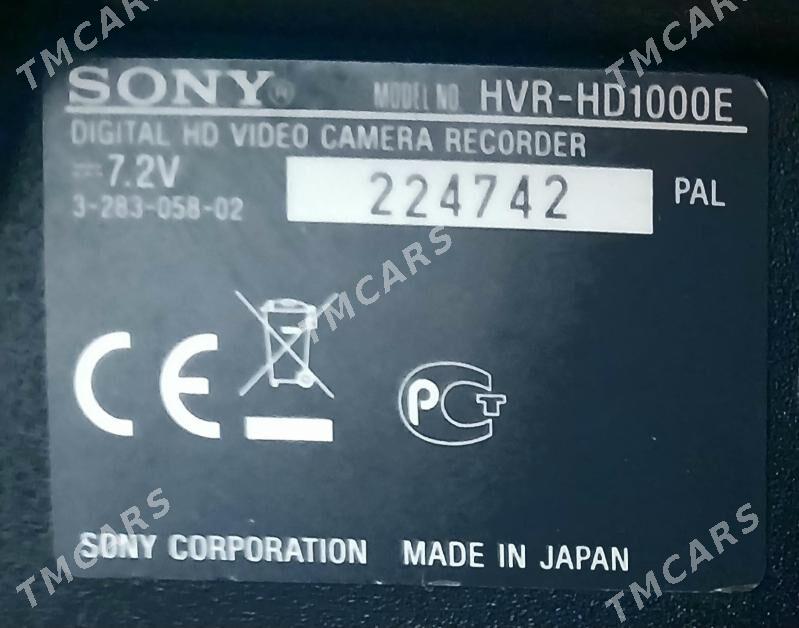 TMCARS
TMCARS
SONY® MODEL NO. HVR-HD1000E
DIGITAL HD VIDEO CAMERA RECORDER
⎓7.2V
224742
PAL
3-283-058-02
TMCARS
CE
PCT
SONY CORPORATION MADE IN JAPAN
TMCARS
TMCARS